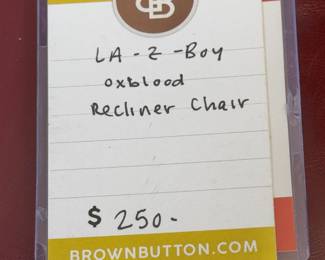 LA-Z-Boy
oxblood
Recliner Chair
$ 250-
BROWNBUTTON.COM